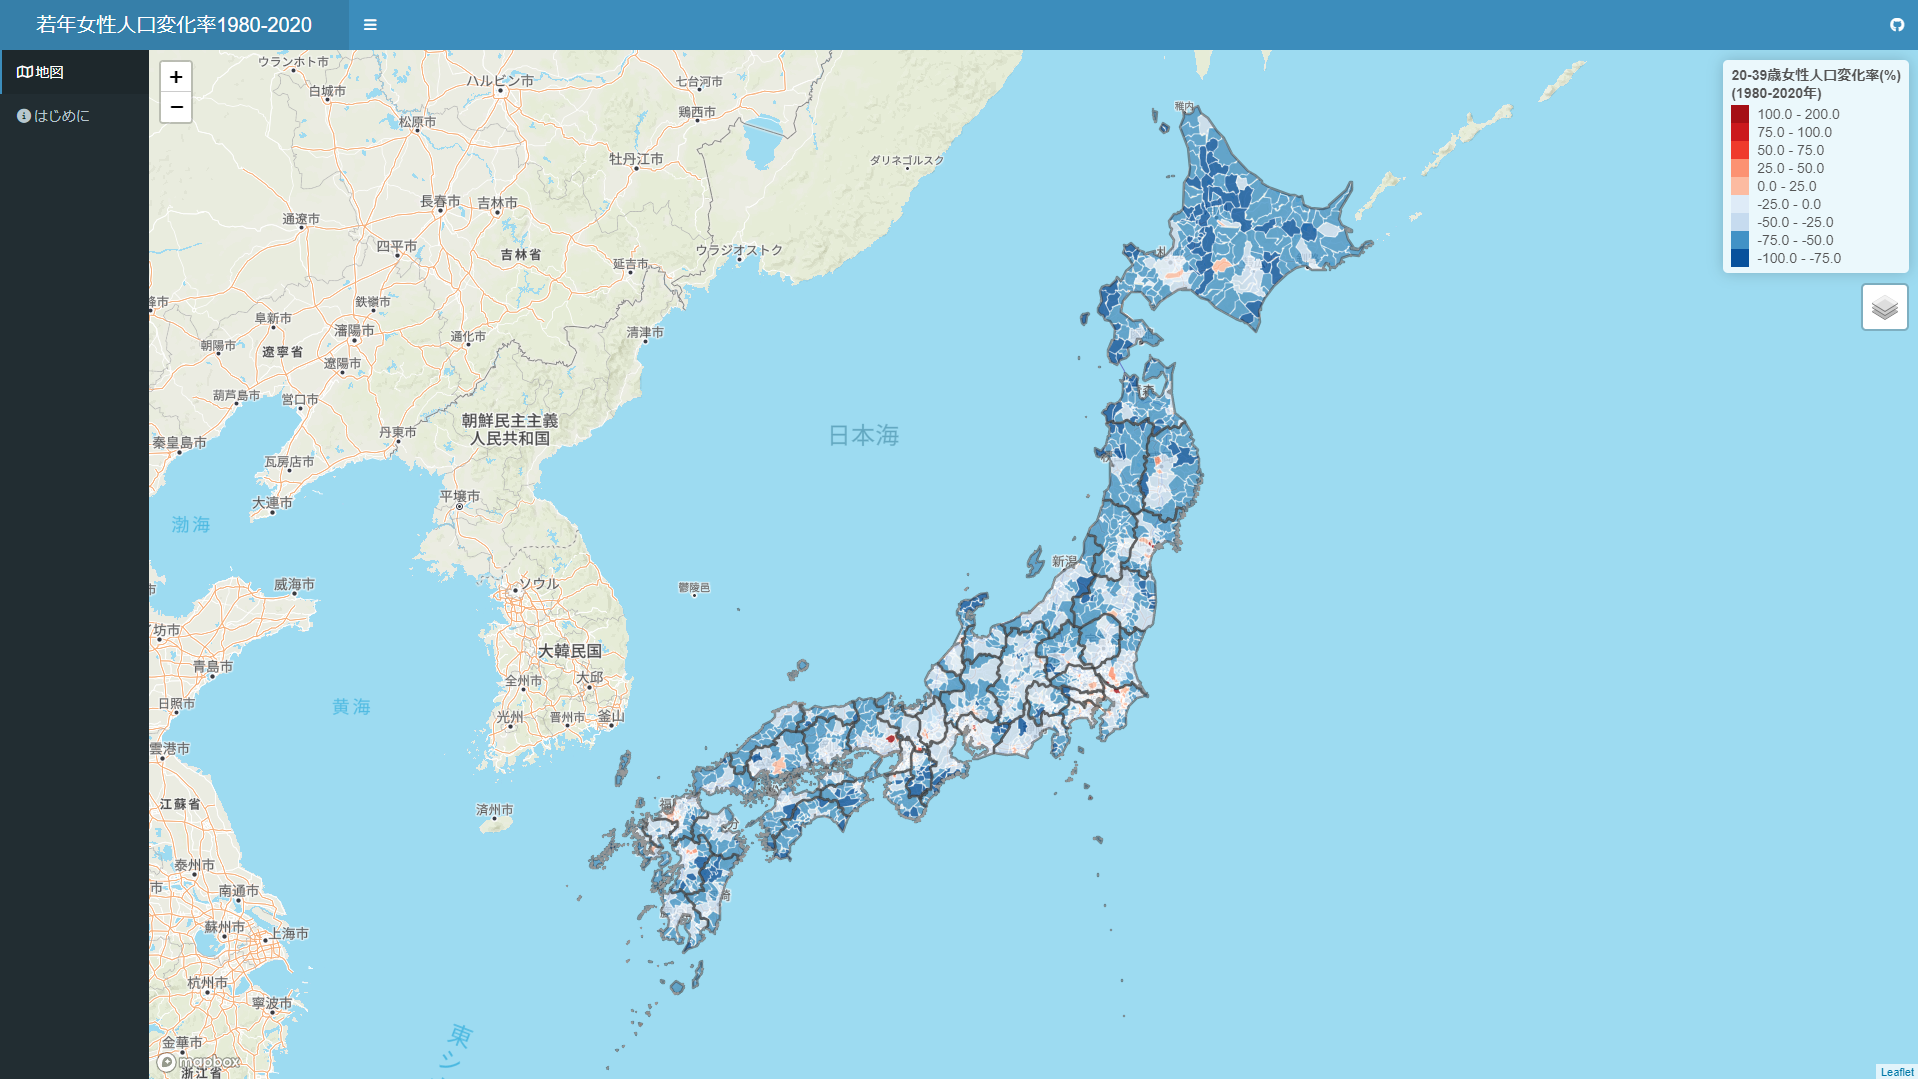 若年女性人口変化率1980-2020
地図
はじめに
+
−
20-39歳女性人口変化率(%)
(1980-2020年)
100.0 - 200.0
75.0 - 100.0
50.0 - 75.0
25.0 - 50.0
0.0 - 25.0
-25.0 - 0.0
-50.0 - -25.0
-75.0 - -50.0
-100.0 - -75.0
ウランホト市
ハルビン市
七台河市
白城市
松原市
鶏西市
稚内
牡丹江市
ダリネゴルスク
長春市
吉林市
通遼市
四平市
吉林省
ウラジオストク
延吉市
札
鉄嶺市
阜新市
瀋陽市
清津市
通化市
朝陽市
遼寧省
遼陽市
葫芦島市
営口市
森
朝鮮民主主義
人民共和国
丹東市
秦皇島市
日本海
瓦房店市
平壌市
大連市
渤海
新潟
威海市
ソウル
鬱陵邑
坊市
大韓民国
青島市
全州市
大邱
日照市
黄海
光州
晋州市
釜山
雲港市
江蘇省
済州市
福
分
泰州市
崎
南通市
蘇州市
上海市
杭州市
寧波市
東
シ
金華市
浙江省
mapbox
Leaflet